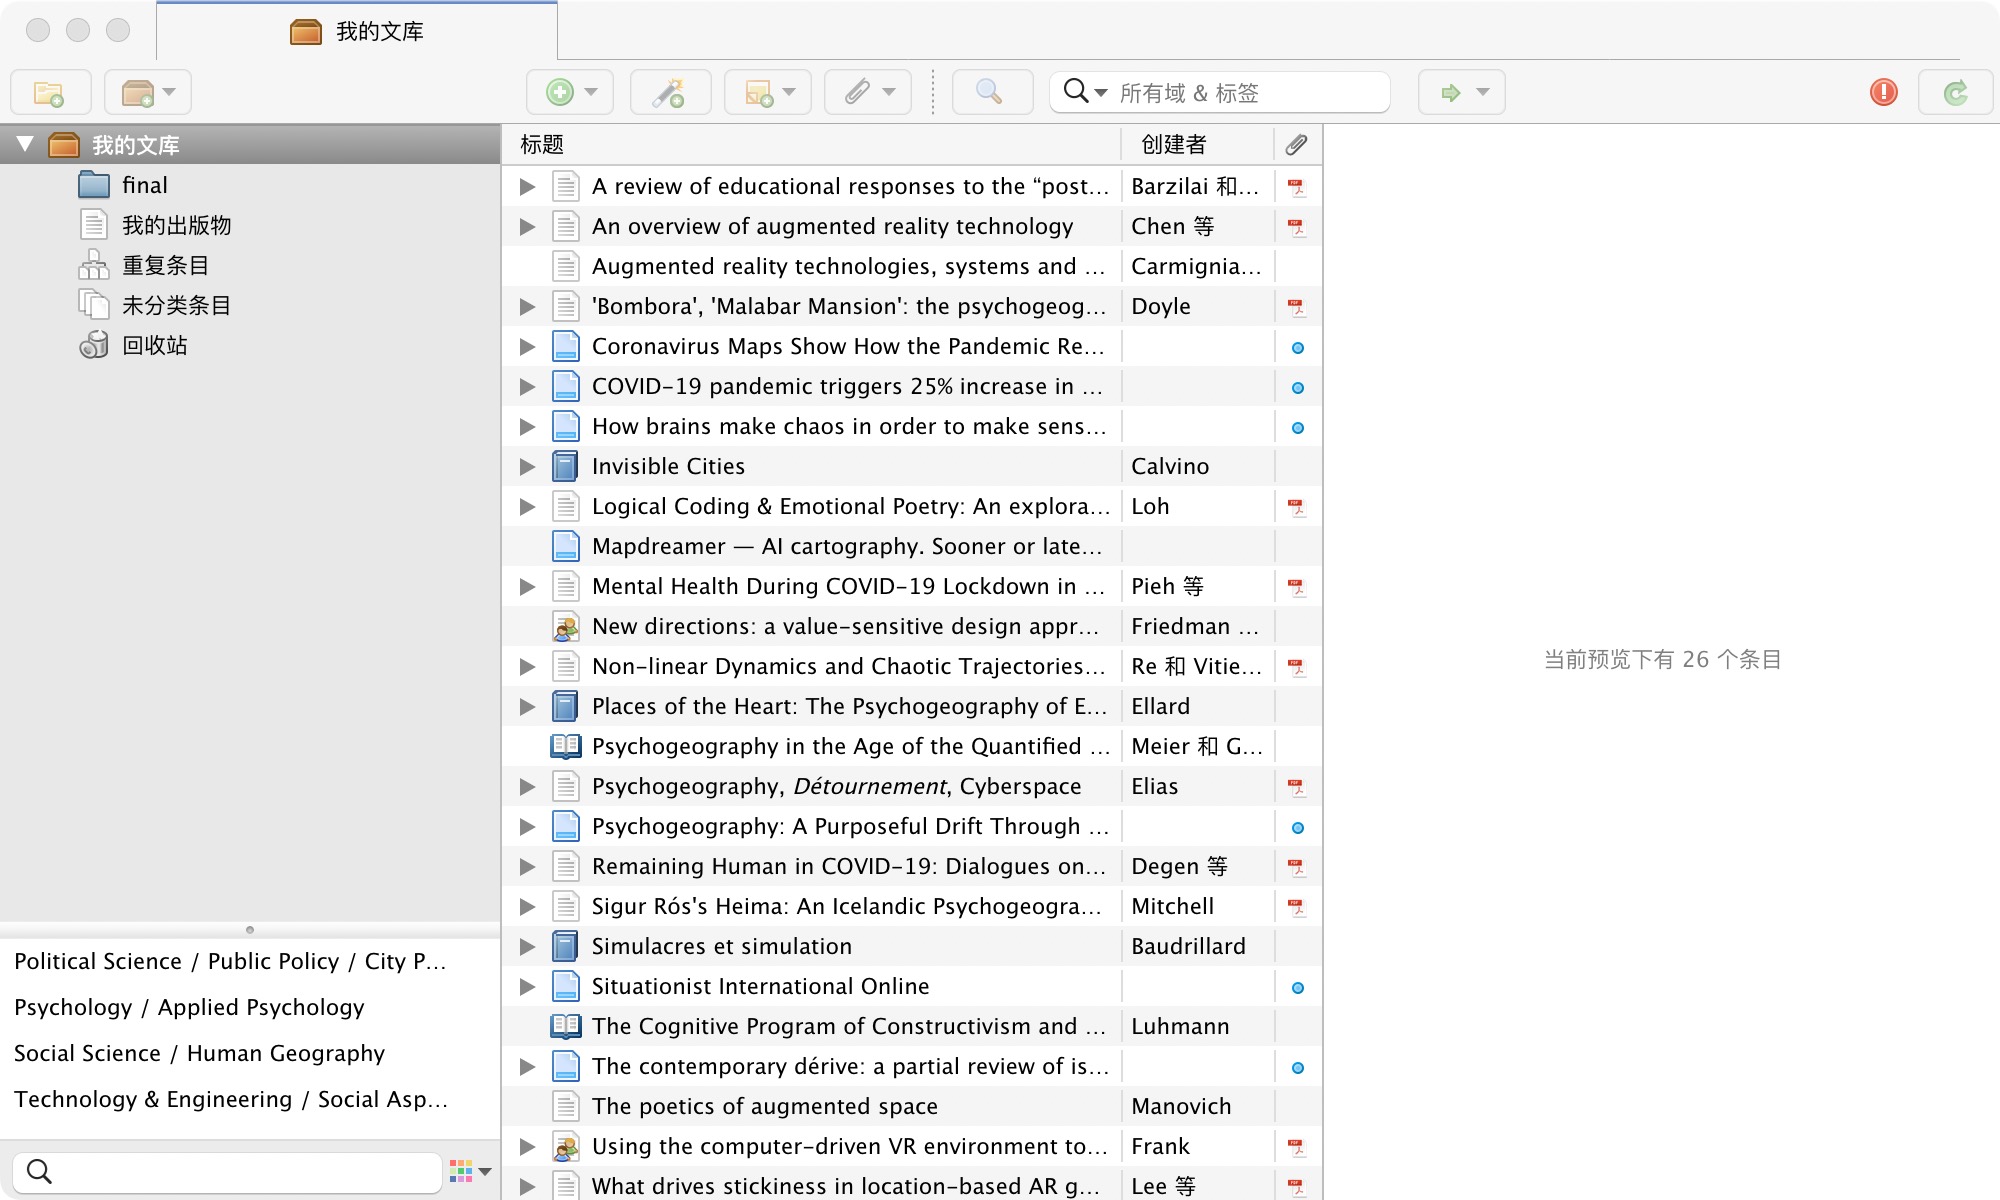 我的文库
所有域 & 标签
我的文库
final
我的出版物
重复条目
未分类条目
回收站
Political Science / Public Policy / City P…
Psychology / Applied Psychology
Social Science / Human Geography
Technology & Engineering / Social Asp…
标题 创建者
A review of educational responses to the “post… Barzilai 和…
An overview of augmented reality technology Chen 等
Augmented reality technologies, systems and … Carmignia…
'Bombora', 'Malabar Mansion': the psychogeog… Doyle
Coronavirus Maps Show How the Pandemic Re…
COVID-19 pandemic triggers 25% increase in …
How brains make chaos in order to make sens…
Invisible Cities Calvino
Logical Coding & Emotional Poetry: An explora… Loh
Mapdreamer — AI cartography. Sooner or late…
Mental Health During COVID-19 Lockdown in … Pieh 等
New directions: a value-sensitive design appr… Friedman …
Non-linear Dynamics and Chaotic Trajectories… Re 和 Vitie…
Places of the Heart: The Psychogeography of E… Ellard
Psychogeography in the Age of the Quantified … Meier 和 G…
Psychogeography, Détournement, Cyberspace Elias
Psychogeography: A Purposeful Drift Through …
Remaining Human in COVID-19: Dialogues on… Degen 等
Sigur Rós's Heima: An Icelandic Psychogeogra… Mitchell
Simulacres et simulation Baudrillard
Situationist International Online
The Cognitive Program of Constructivism and … Luhmann
The contemporary dérive: a partial review of is…
The poetics of augmented space Manovich
Using the computer-driven VR environment to… Frank
What drives stickiness in location-based AR g… Lee 等
当前预览下有 26 个条目